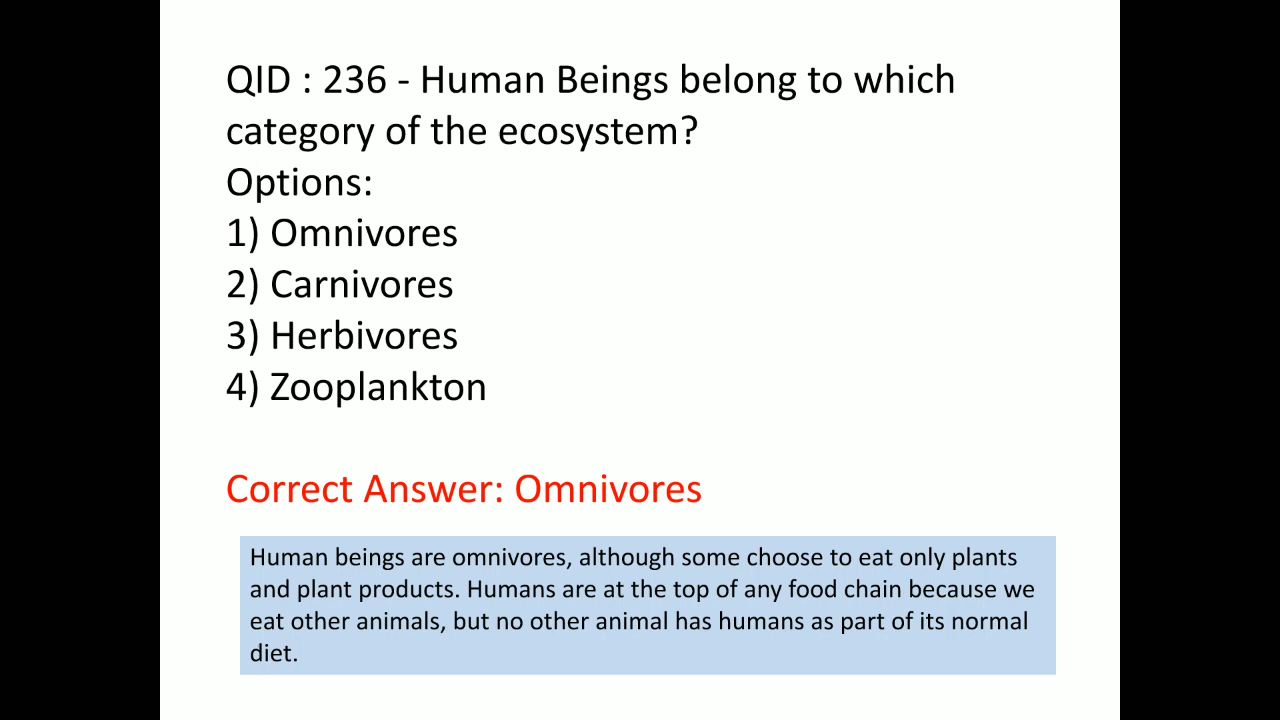 QID : 236 - Human Beings belong to which
category of the ecosystem?
Options:
1) Omnivores
2) Carnivores
3) Herbivores
4) Zooplankton
Correct Answer: Omnivores
Human beings are omnivores, although some choose to eat only plants
and plant products. Humans are at the top of any food chain because we
eat other animals, but no other animal has humans as part of its normal
diet.